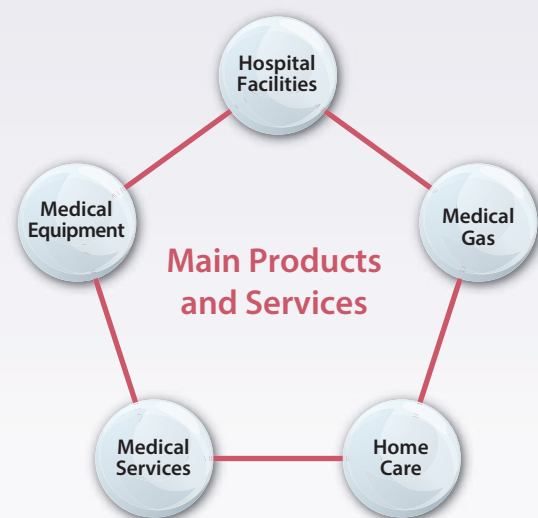 Hospital
Facilities
Medical
Equipment
Medical
Gas
Main Products
and Services
Medical
Services
Home
Care